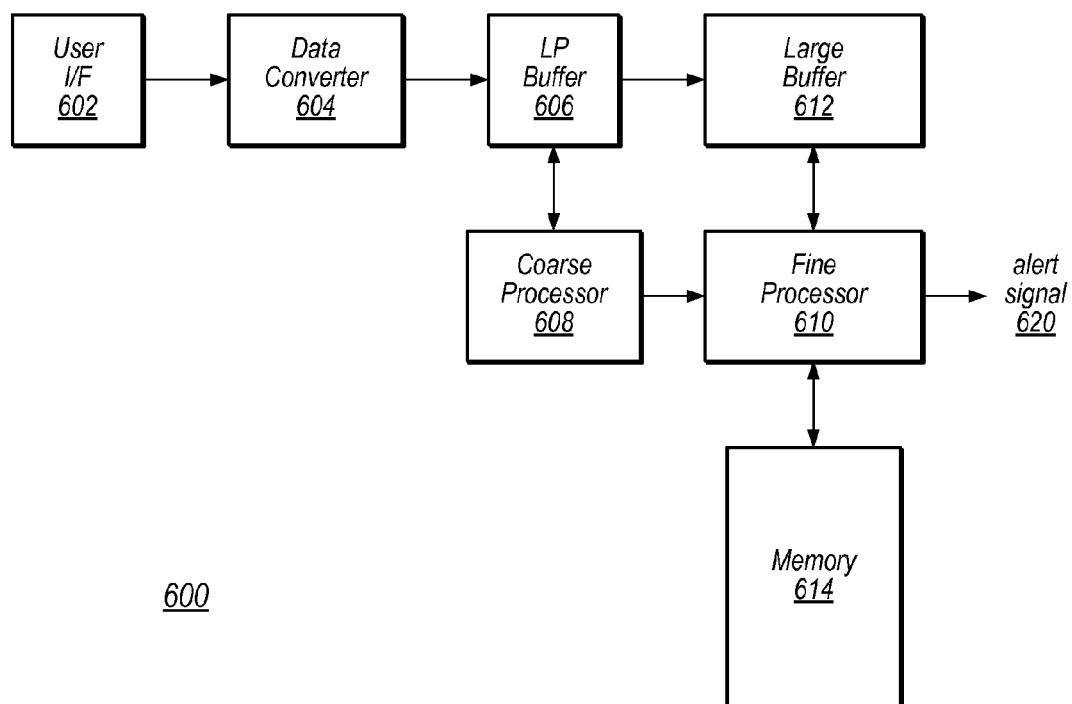 User
I/F
602
Data
Converter
604
LP
Buffer
606
Large
Buffer
612
Coarse
Processor
608
Fine
Processor
610
alert
signal
620
Memory
614
600